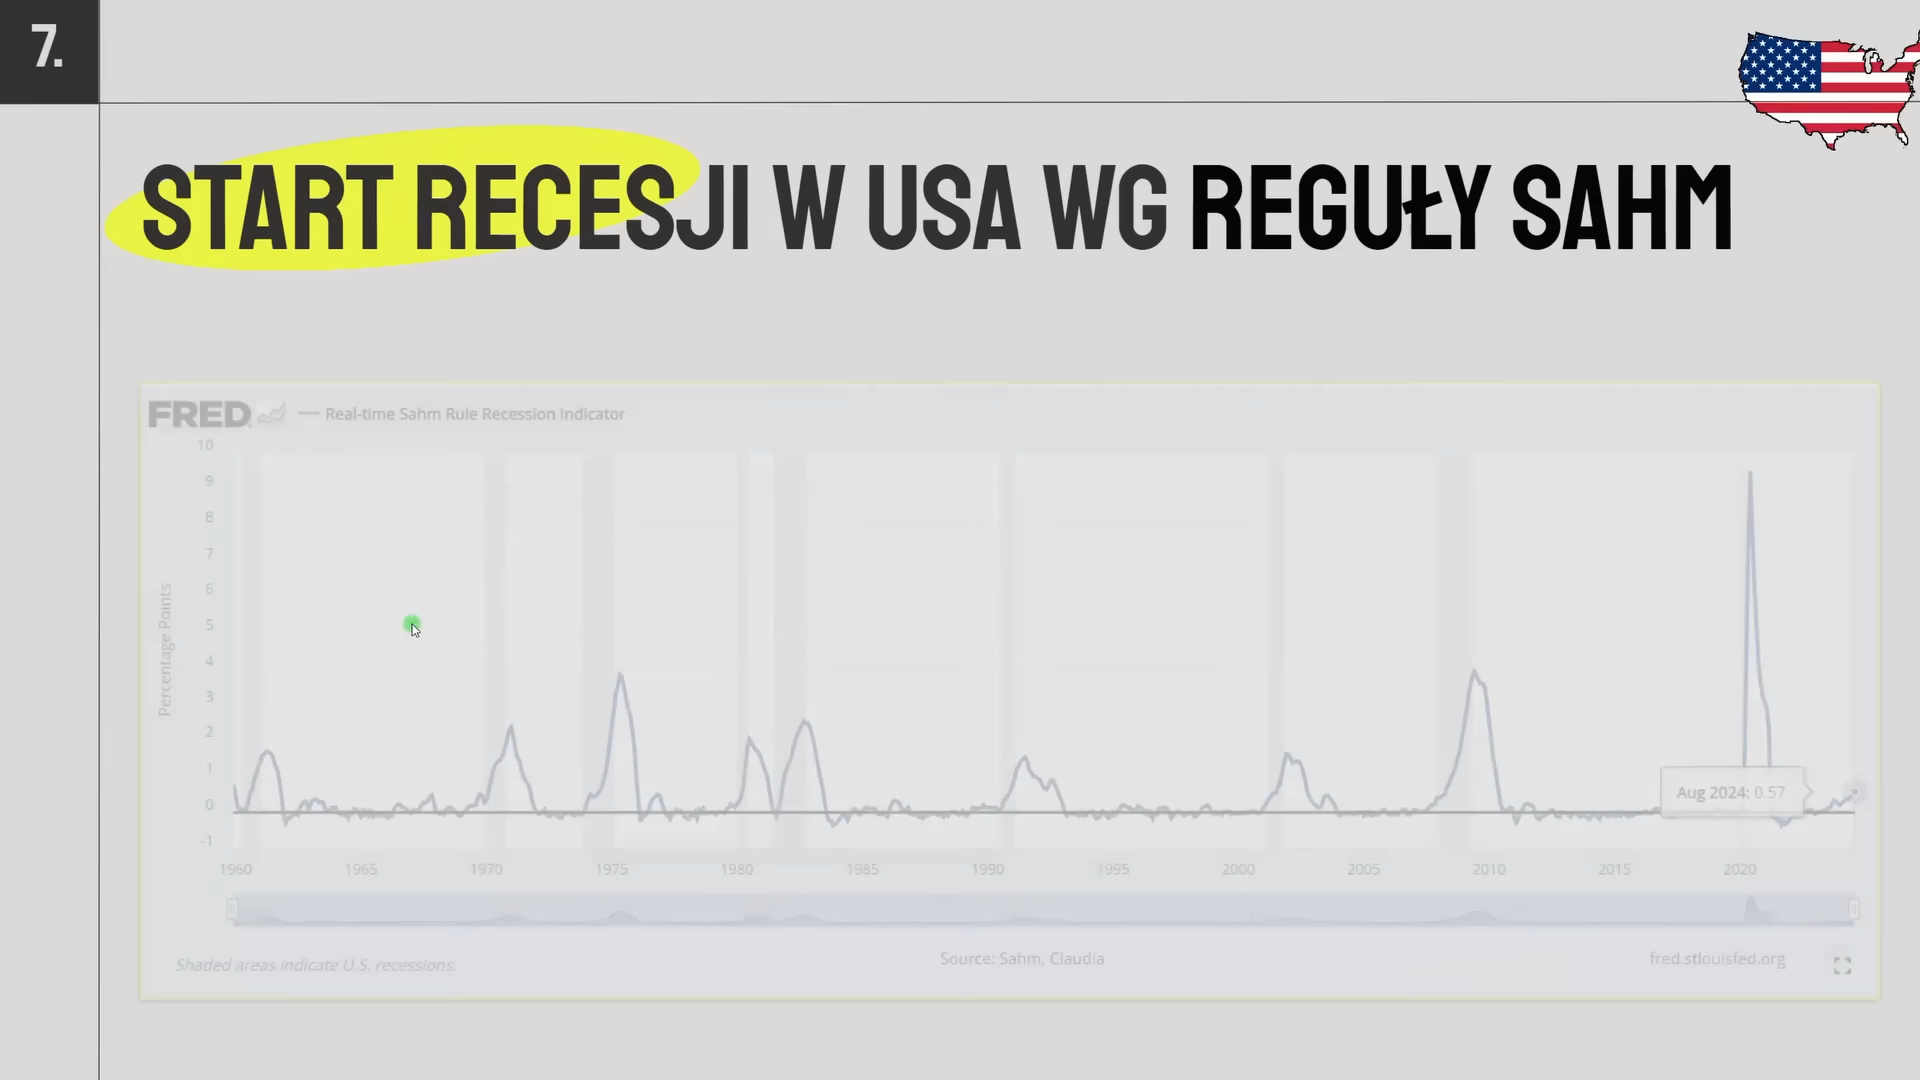 7.
START RECESJI W USA WG REGUŁY SAHM
FRED — Real-time Sahm Rule Recession Indicator
10
9
8
7
6
5
4
3
2
1
0
-1
Percentage Points
Aug 2024: 0.57
1960 1965 1970 1975 1980 1985 1990 1995 2000 2005 2010 2015 2020
Shaded areas indicate U.S. recessions.
Source: Sahm, Claudia
fred.stlouisfed.org